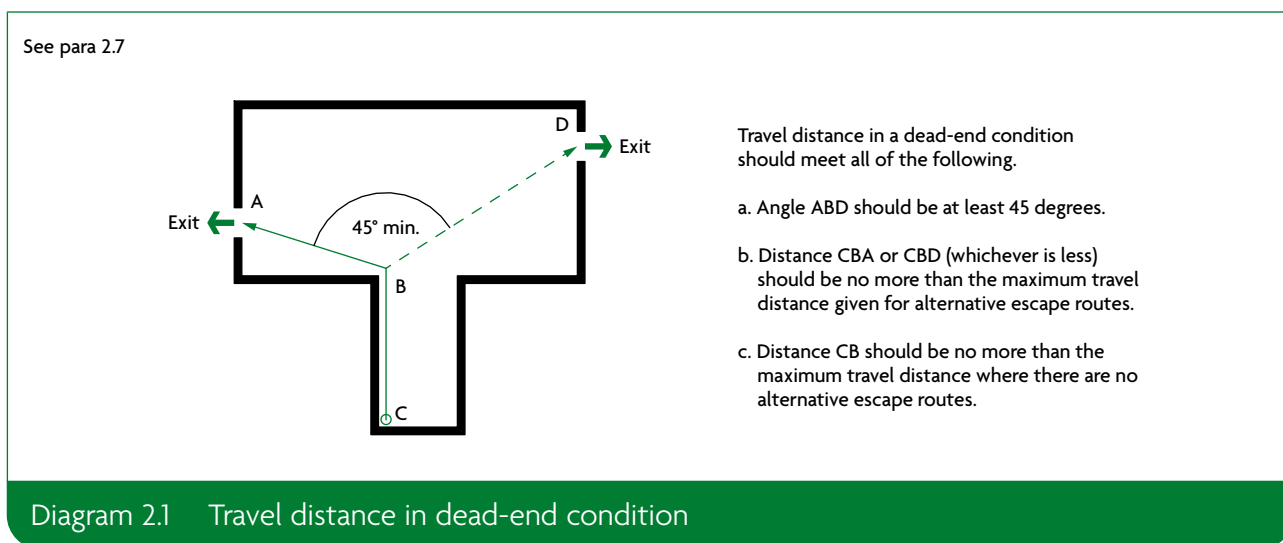 See para 2.7
D
Exit
A
Exit
45° min.
B
C
Travel distance in a dead-end condition
should meet all of the following.
a. Angle ABD should be at least 45 degrees.
b. Distance CBA or CBD (whichever is less)
should be no more than the maximum travel
distance given for alternative escape routes.
c. Distance CB should be no more than the
maximum travel distance where there are no
alternative escape routes.
Diagram 2.1 Travel distance in dead-end condition